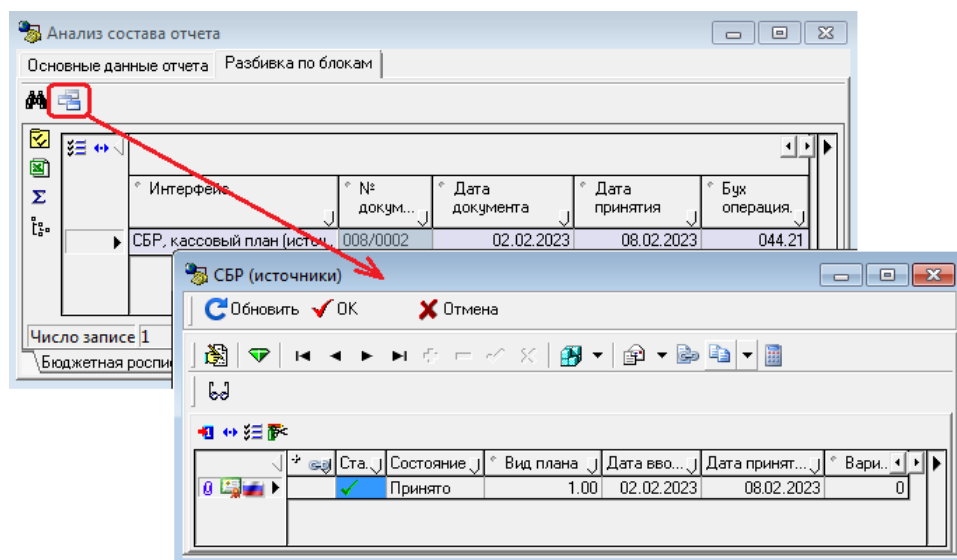 Анализ состава отчета
Основные данные отчета Разбивка по блокам
Интерфейс № докум... Дата документа Дата принятия Бух операция.
СБР, кассовый план (источ.. 008/0002 02.02.2023 08.02.2023 044.21
Число записе 1
Бюджетная роспи
СБР (источники)
Обновить OK Отмена
Ста. Состояние Вид плана Дата вво... Дата принят... Вари..
Принято 1.00 02.02.2023 08.02.2023 0